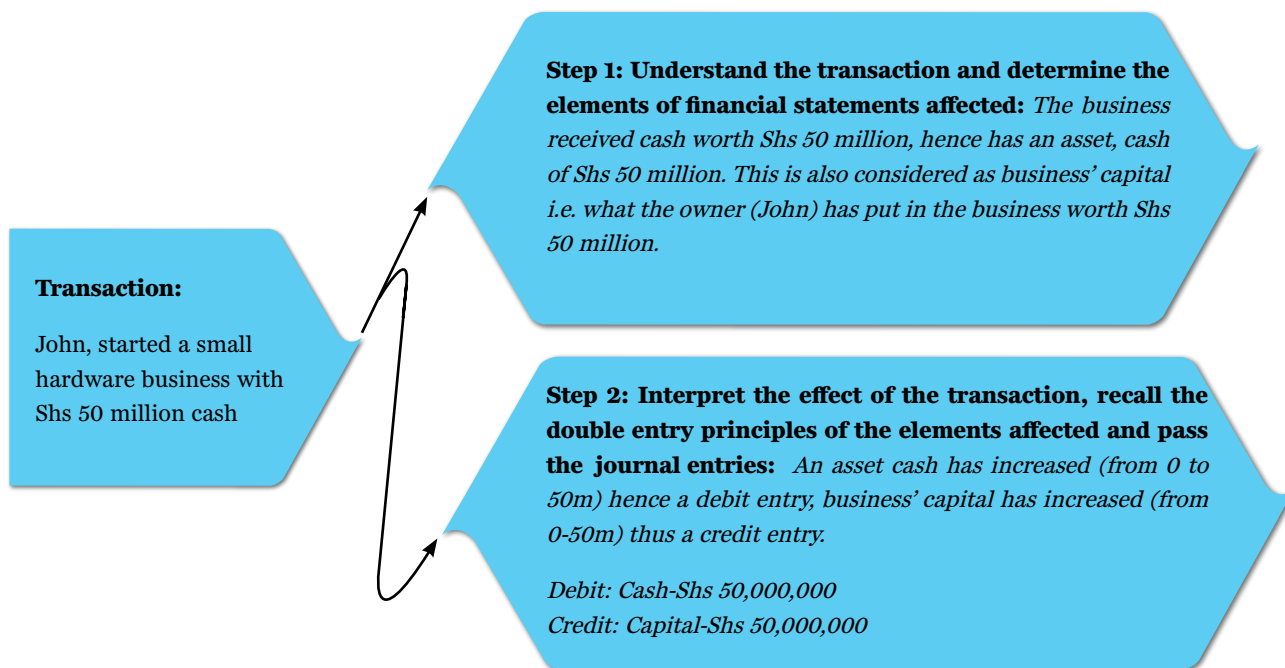 Transaction:
John, started a small
hardware business with
Shs 50 million cash
Step 1: Understand the transaction and determine the
elements of financial statements affected: The business
received cash worth Shs 50 million, hence has an asset, cash
of Shs 50 million. This is also considered as business’ capital
i.e. what the owner (John) has put in the business worth Shs
50 million.
Step 2: Interpret the effect of the transaction, recall the
double entry principles of the elements affected and pass
the journal entries: An asset cash has increased (from 0 to
50m) hence a debit entry, business’ capital has increased (from
0-50m) thus a credit entry.
Debit: Cash-Shs 50,000,000
Credit: Capital-Shs 50,000,000